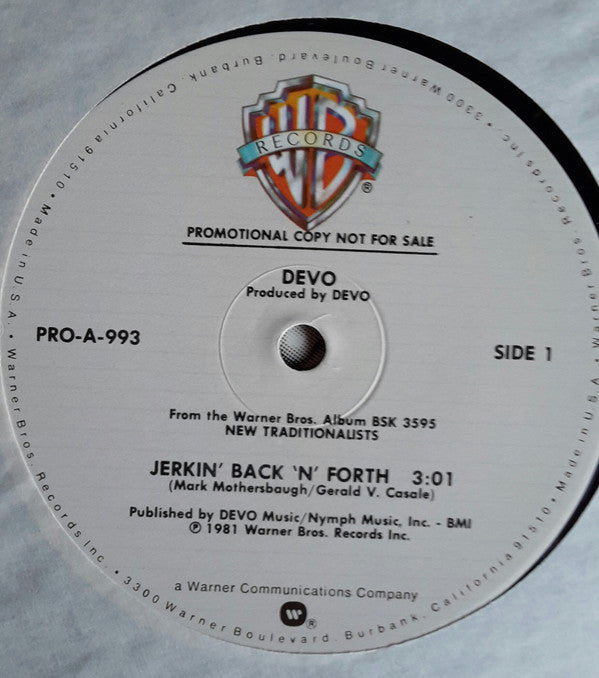 WB
RECORDS
®
PROMOTIONAL COPY NOT FOR SALE
DEVO
Produced by DEVO
PRO-A-993
SIDE 1
From the Warner Bros. Album BSK 3595
NEW TRADITIONALISTS
JERKIN' BACK 'N' FORTH 3:01
(Mark Mothersbaugh/Gerald V. Casale)
Published by DEVO Music/Nymph Music, Inc. - BMI
℗ 1981 Warner Bros. Records Inc.
a Warner Communications Company
W®
Warner Bros. Records Inc. • 3300 Warner Boulevard, Burbank, California 91510 • Made in U.S.A. • Warner Bros. Records Inc. • 3300 Warner Boulevard, Burbank, California 91510 • Made in U.S.A. •